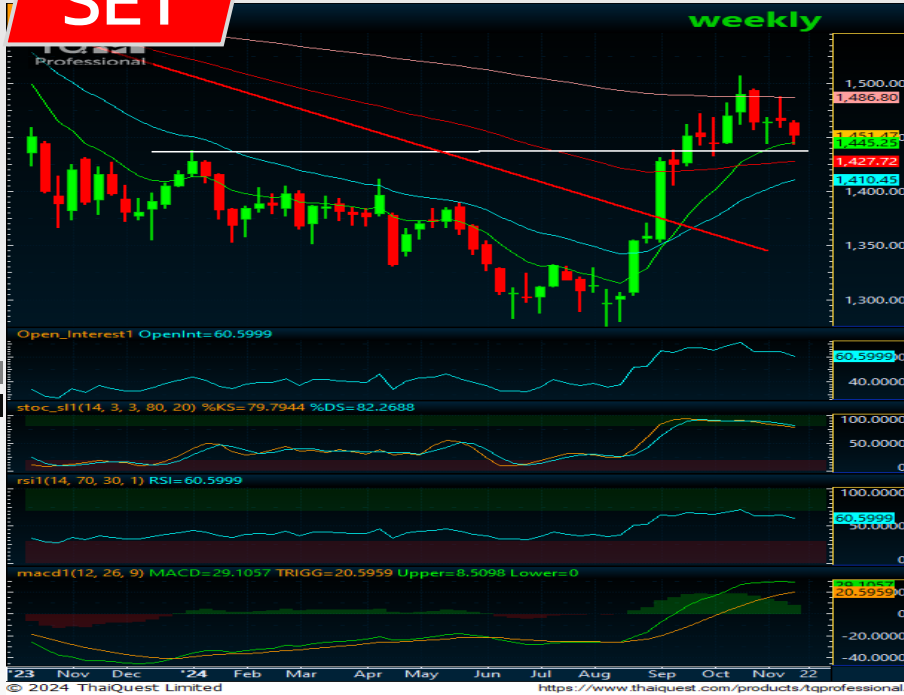 SET
weekly
Professional
1,500.00
1,486.80
1,451.47
1,445.25
1,427.72
1,410.45
1,400.00
1,350.00
1,300.00
Open_Interest1 OpenInt=60.5999
60.5999
40.0000
stoc_sl1(14, 3, 3, 80, 20) %KS=79.7944 %DS=82.2688
100.0000
50.0000
0
rsi1(14, 70, 30, 1) RSI=60.5999
100.0000
60.5999
50.0000
0
macd1(12, 26, 9) MACD=29.1057 TRIGG=20.5959 Upper=8.5098 Lower=0
29.1057
20.5959
0
-20.0000
-40.0000
'23 Nov Dec '24 Feb Mar Apr May Jun Jul Aug Sep Oct Nov 22
© 2024 ThaiQuest Limited https://www.thaiquest.com/products/tqprofessional